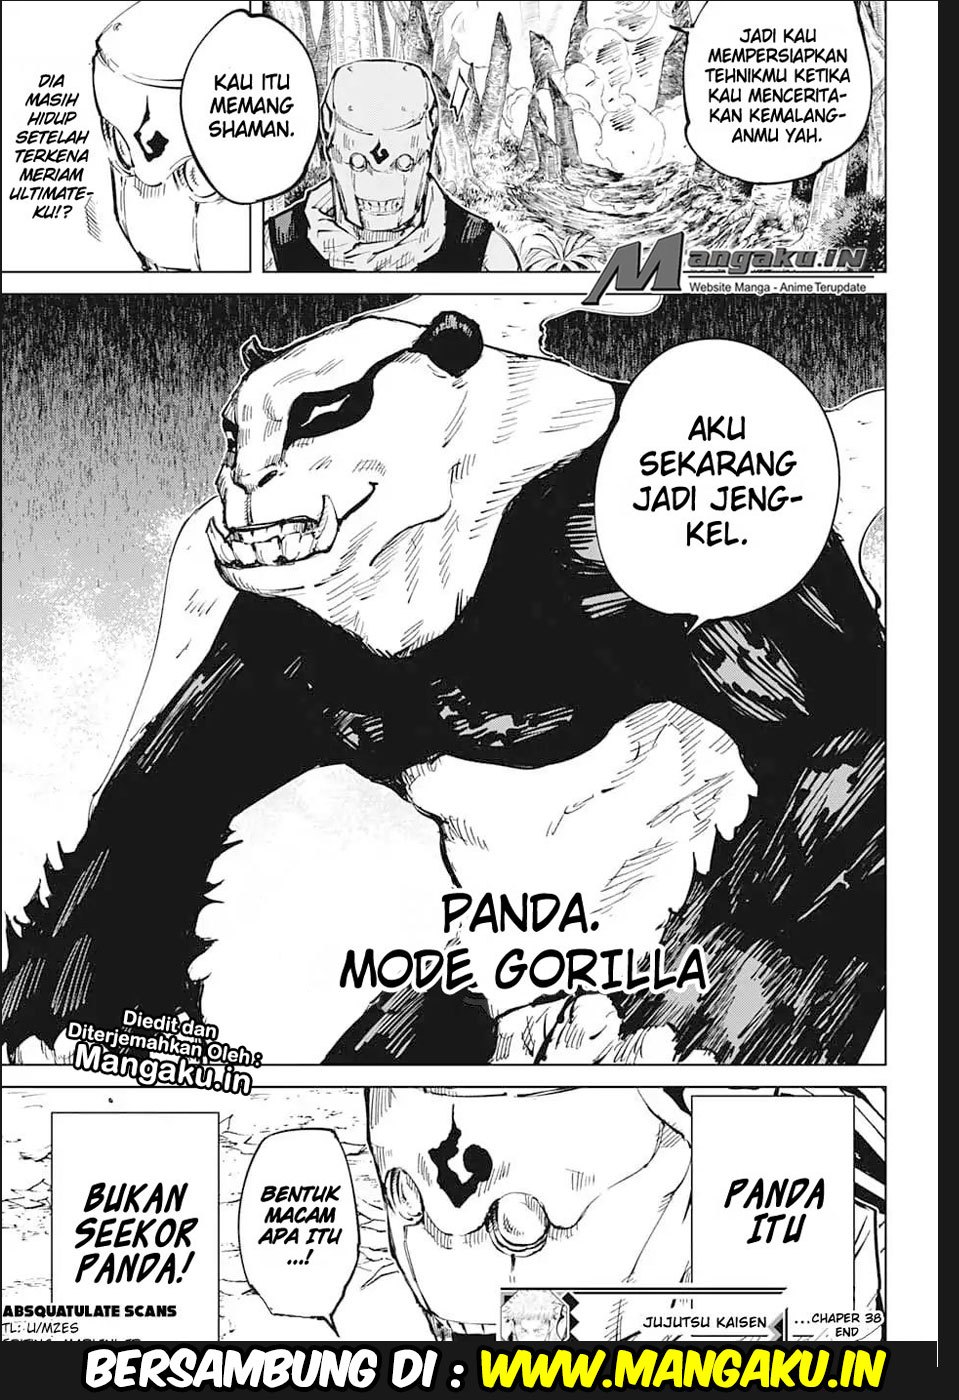 JADI KAU
MEMPERSIAPKAN
TEHNIKMU KETIKA
KAU MENCERITA-
KAN KEMALANG-
ANMU YAH.
KAU ITU
MEMANG
SHAMAN.
DIA
MASIH
HIDUP
SETELAH
TERKENA
MERIAM
ULTIMATE-
KU!?
Mangaku.IN
Website Manga - Anime Terupdate
AKU
SEKARANG
JADI JENG-
KEL.
PANDA.
MODE GORILLA
Diedit dan
Diterjemahkan Oleh :
Mangaku.in
PANDA
ITU
BENTUK
MACAM
APA ITU
...!
BUKAN
SEEKOR
PANDA!
ABSQUATULATE SCANS
TL: U/MZES
JUJUTSU KAISEN
...CHAPER 38
END
BERSAMBUNG DI : WWW.MANGAKU.IN